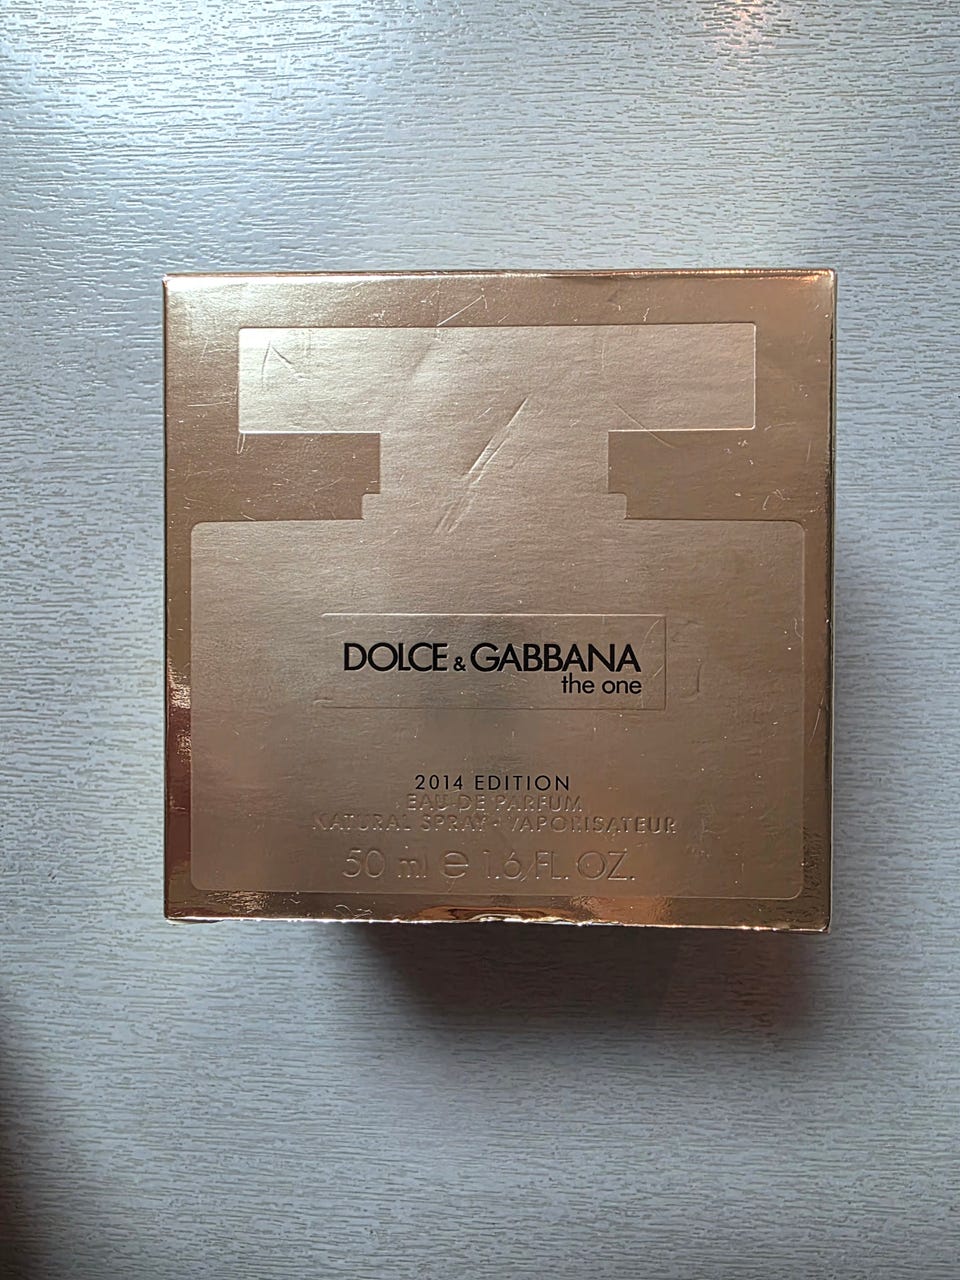 DOLCE & GABBANA
the one
2014 EDITION
EAU DE PARFUM
NATURAL SPRAY - VAPORISATEUR
50 ml e 1.6 FL. OZ.